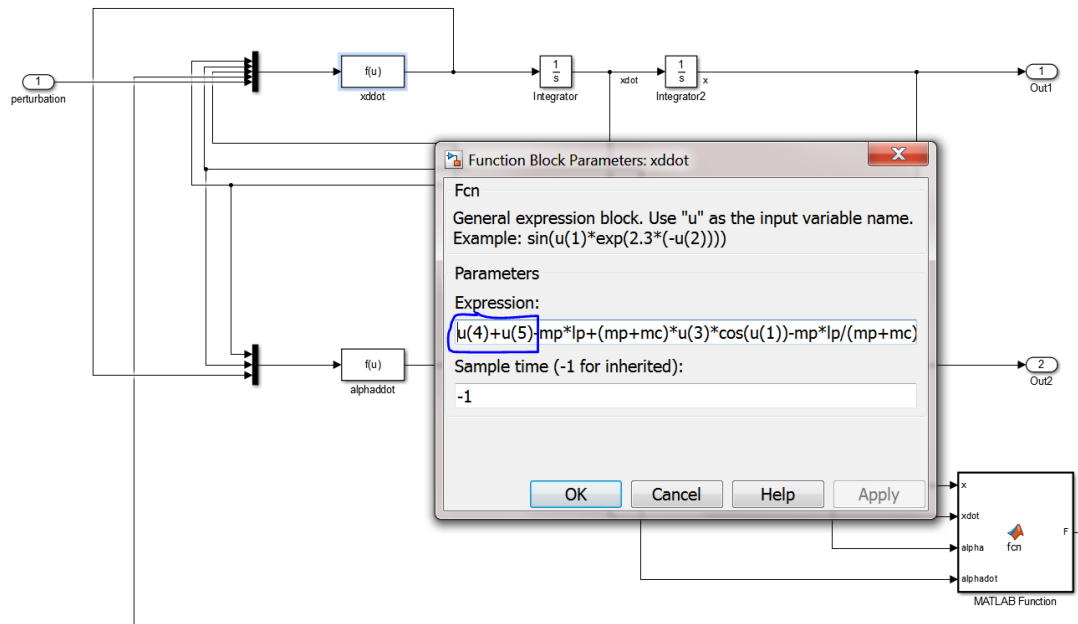 1
perturbation
f(u)
xddot
1
s
Integrator
xdot
1
s
x
Integrator2
1
Out1
Function Block Parameters: xddot
X
Fcn
General expression block. Use "u" as the input variable name.
Example: sin(u(1)*exp(2.3*(-u(2))))
Parameters
Expression:
u(4)+u(5)-mp*lp+(mp+mc)*u(3)*cos(u(1))-mp*lp/(mp+mc)
Sample time (-1 for inherited):
-1
OK
Cancel
Help
Apply
f(u)
alphaddot
2
Out2
x
xdot
alpha
alphadot
fcn
F
MATLAB Function